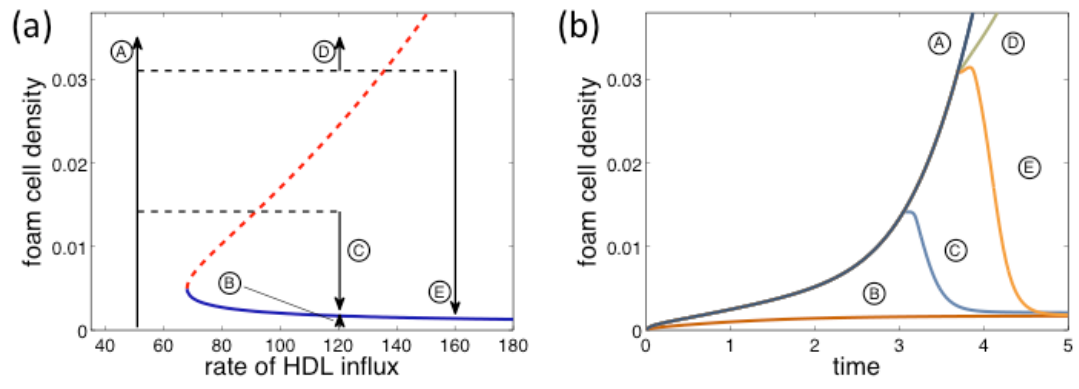 (a)
foam cell density
0.03
0.02
0.01
0
40 60 80 100 120 140 160 180
rate of HDL influx
A
D
C
B
E
(b)
foam cell density
0.03
0.02
0.01
0
0 1 2 3 4 5
time
A
D
E
C
B